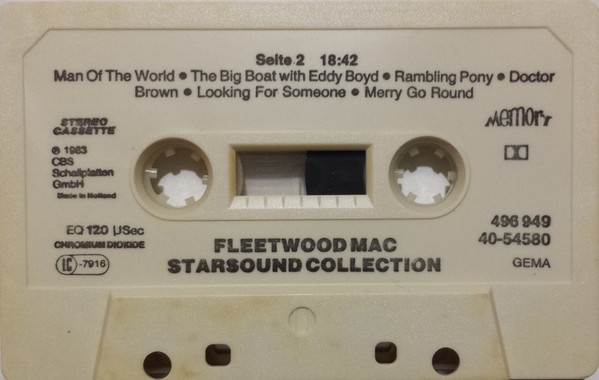 Seite 2 18:42
Man Of The World • The Big Boat with Eddy Boyd • Rambling Pony • Doctor
Brown • Looking For Someone • Merry Go Round
STEREO
CASSETTE
℗ 1983
CBS
Schallplatten
GmbH
Made in Holland
Memory
EQ 120 µSec
CHROMIUM DIOXIDE
LC -7916
496 949
40-54580
GEMA
FLEETWOOD MAC
STARSOUND COLLECTION